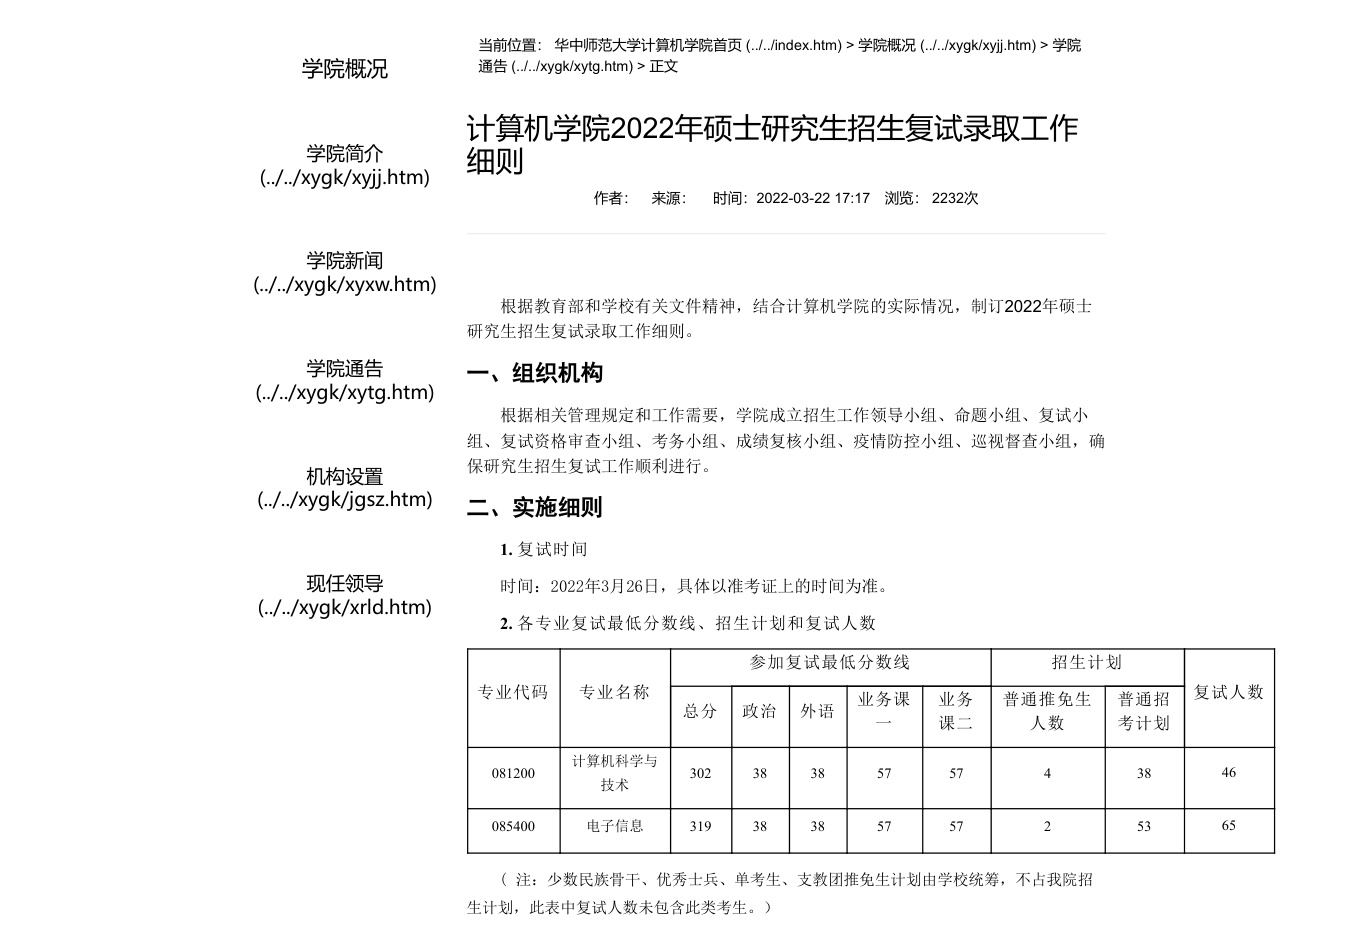 学院概况
学院简介
(../../xygk/xyjj.htm)
学院新闻
(../../xygk/xyxw.htm)
学院通告
(../../xygk/xytg.htm)
机构设置
(../../xygk/jgsz.htm)
现任领导
(../../xygk/xrld.htm)
当前位置： 华中师范大学计算机学院首页 (../../index.htm) > 学院概况 (../../xygk/xyjj.htm) > 学院
通告 (../../xygk/xytg.htm) > 正文
计算机学院2022年硕士研究生招生复试录取工作
细则
作者： 来源： 时间：2022-03-22 17:17 浏览： 2232次
根据教育部和学校有关文件精神，结合计算机学院的实际情况，制订2022年硕士
研究生招生复试录取工作细则。
一、组织机构
根据相关管理规定和工作需要，学院成立招生工作领导小组、命题小组、复试小
组、复试资格审查小组、考务小组、成绩复核小组、疫情防控小组、巡视督查小组，确
保研究生招生复试工作顺利进行。
二、实施细则
1. 复试时间
时间：2022年3月26日，具体以准考证上的时间为准。
2. 各专业复试最低分数线、招生计划和复试人数
专业代码 专业名称 参加复试最低分数线 招生计划 复试人数
总分 政治 外语 业务课一 业务课二 普通推免生人数 普通招考计划
081200 计算机科学与技术 302 38 38 57 57 4 38 46
085400 电子信息 319 38 38 57 57 2 53 65
（ 注：少数民族骨干、优秀士兵、单考生、支教团推免生计划由学校统筹，不占我院招
生计划，此表中复试人数未包含此类考生。）